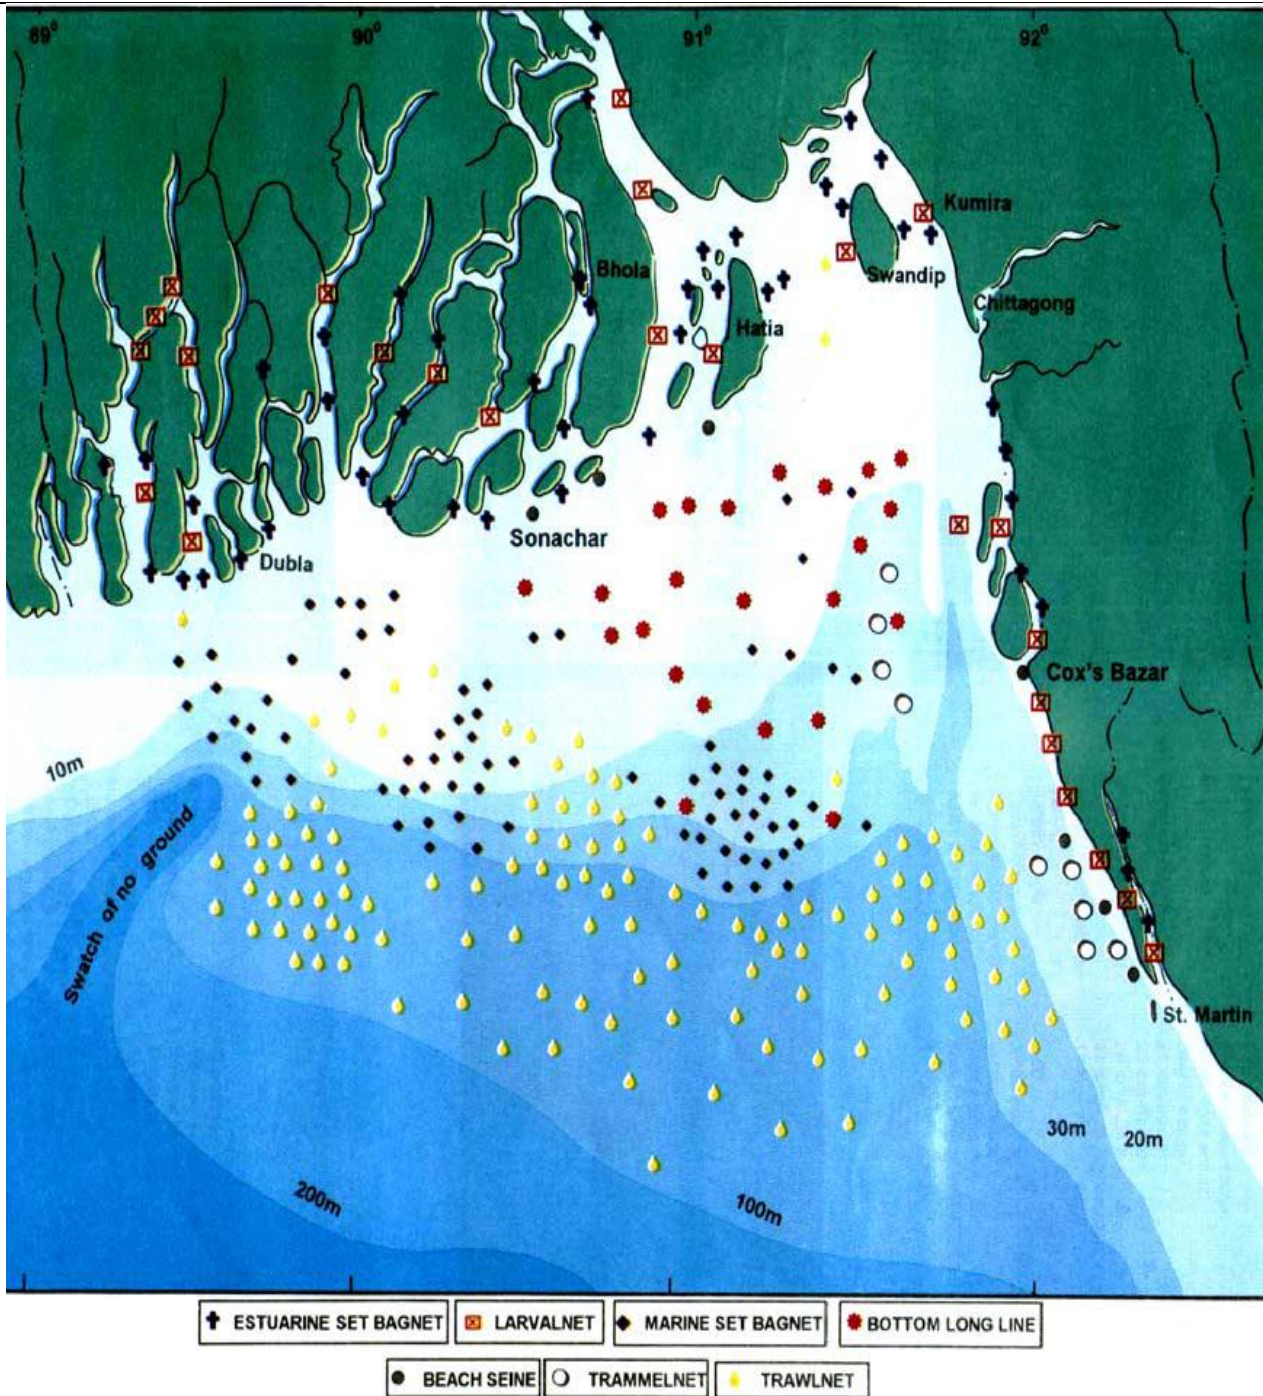 89°
90°
91°
92°
Kumira
Bhola
Swandip
Chittagong
Hatia
Sonachar
Dubla
Cox's Bazar
10m
Swatch of no ground
St. Martin
30m
20m
200m
100m
ESTUARINE SET BAGNET
LARVALNET
MARINE SET BAGNET
BOTTOM LONG LINE
BEACH SEINE
TRAMMELNET
TRAWLNET